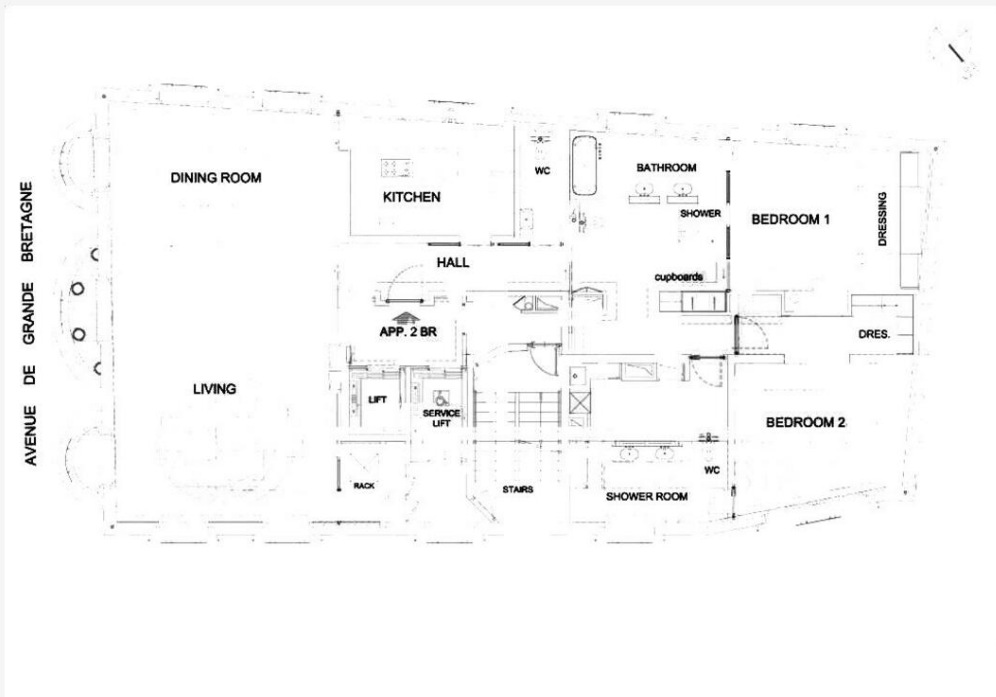 AVENUE DE GRANDE BRETAGNE
DINING ROOM
KITCHEN
WC
BATHROOM
SHOWER
BEDROOM 1
DRESSING
HALL
cupboards
APP. 2 BR
DRES.
LIVING
LIFT
SERVICE
LIFT
BEDROOM 2
RACK
STAIRS
SHOWER ROOM
WC